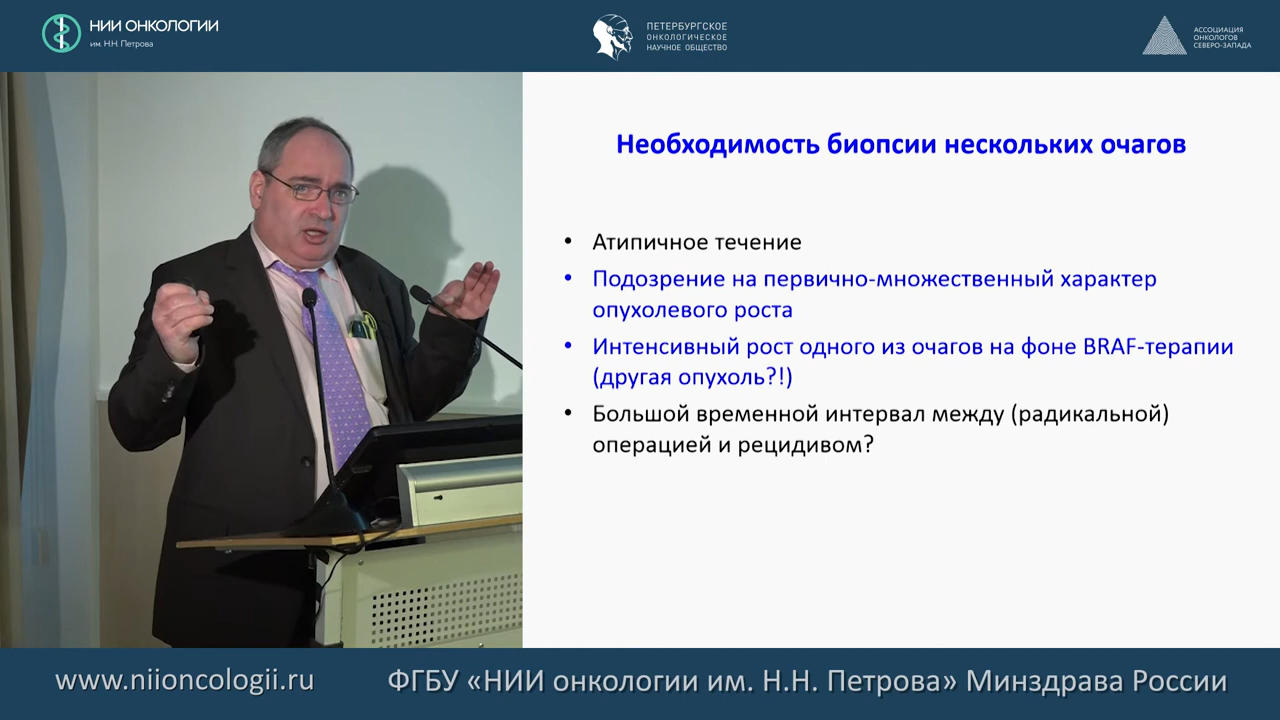 НИИ ОНКОЛОГИИ
им. Н.Н. Петрова
ПЕТЕРБУРГСКОЕ
ОНКОЛОГИЧЕСКОЕ
НАУЧНОЕ ОБЩЕСТВО
АССОЦИАЦИЯ
ОНКОЛОГОВ
СЕВЕРО-ЗАПАДА
Необходимость биопсии нескольких очагов
• Атипичное течение
• Подозрение на первично-множественный характер
опухолевого роста
• Интенсивный рост одного из очагов на фоне BRAF-терапии
(другая опухоль?!)
• Большой временной интервал между (радикальной)
операцией и рецидивом?
www.niioncologii.ru
ФГБУ «НИИ онкологии им. Н.Н. Петрова» Минздрава России